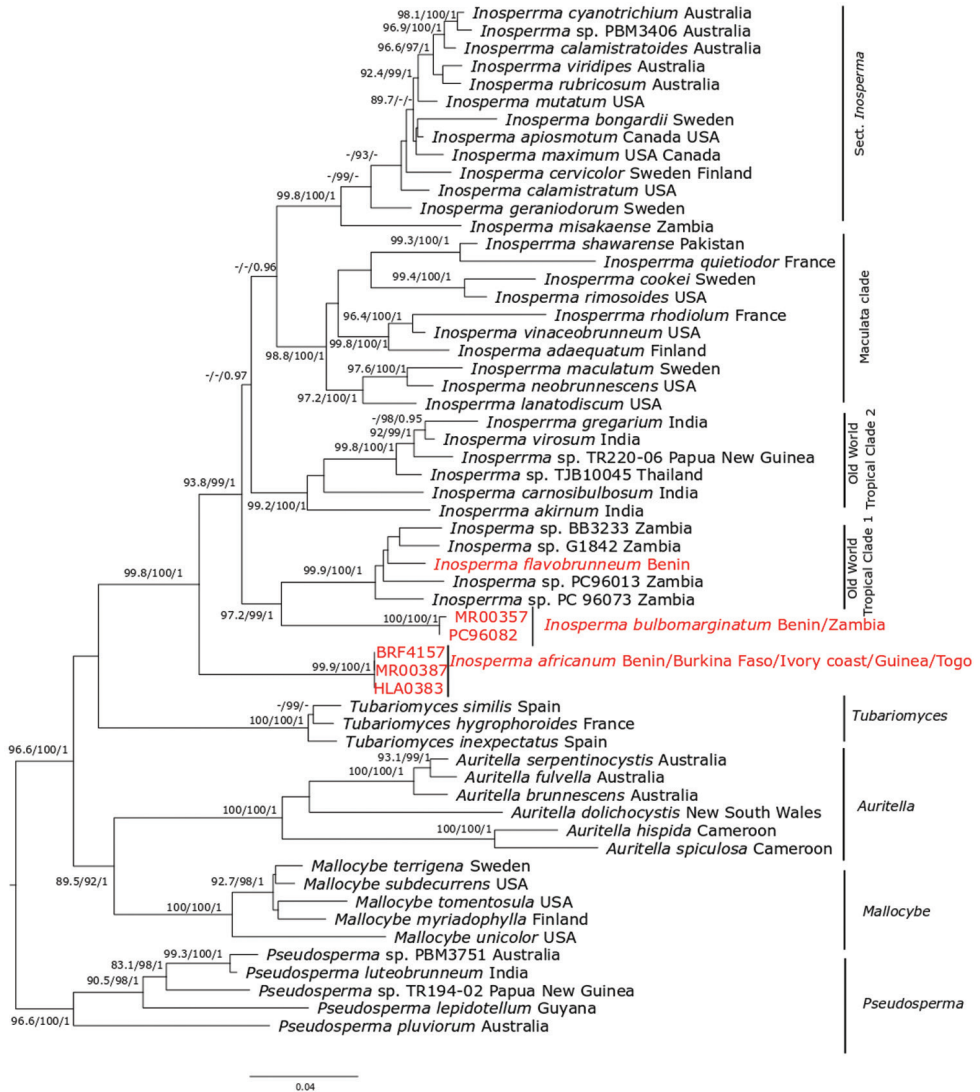 98.1/100/1
Inosperrma cyanotrichium Australia
96.9/100/1
Inosperrma sp. PBM3406 Australia
96.6/97/1
Inosperma calamistratoides Australia
92.4/99/1
Inosperrma viridipes Australia
Inosperma rubricosum Australia
89.7/-/-
Inosperma mutatum USA
Inosperma bongardii Sweden
Inosperma apiosmotum Canada USA
-/93/-
Inosperma maximum USA Canada
-/99/-
Inosperma cervicolor Sweden Finland
99.8/100/1
Inosperma calamistratum USA
Inosperma geraniodorum Sweden
Inosperma misakaense Zambia
Sect. Inosperma
99.3/100/1
Inosperrma shawarense Pakistan
-/-/0.96
Inosperrma quietiodor France
99.4/100/1
Inosperma cookei Sweden
Inosperma rimosoides USA
96.4/100/1
Inosperrma rhodiolum France
Inosperma vinaceobrunneum USA
99.8/100/1
98.8/100/1
Inosperma adaequatum Finland
97.6/100/1
Inosperrma maculatum Sweden
-/-/0.97
Inosperma neobrunnescens USA
97.2/100/1
Inosperrma lanatodiscum USA
Maculata clade
-/98/0.95
Inosperrma gregarium India
92/99/1
Inosperma virosum India
99.8/100/1
Inosperrma sp. TR220-06 Papua New Guinea
Inosperrma sp. TJB10045 Thailand
93.8/99/1
Inosperma carnosibulbosum India
99.2/100/1
Inosperma akirnum India
Old World
Tropical Clade 2
Inosperma sp. BB3233 Zambia
Inosperma sp. G1842 Zambia
99.8/100/1
99.9/100/1
Inosperma flavobrunneum Benin
Inosperma sp. PC96013 Zambia
Inosperrma sp. PC 96073 Zambia
Old World
Tropical Clade 1
97.2/99/1
100/100/1
MR00357
PC96082
Inosperma bulbomarginatum Benin/Zambia
99.9/100/1
BRF4157
MR00387
HLA0383
Inosperma africanum Benin/Burkina Faso/Ivory coast/Guinea/Togo
-/99/-
Tubariomyces similis Spain
100/100/1
Tubariomyces hygrophoroides France
Tubariomyces inexpectatus Spain
Tubariomyces
96.6/100/1
93.1/99/1
Auritella serpentinocystis Australia
100/100/1
Auritella fulvella Australia
Auritella brunnescens Australia
100/100/1
Auritella dolichocystis New South Wales
100/100/1
Auritella hispida Cameroon
Auritella spiculosa Cameroon
Auritella
89.5/92/1
Mallocybe terrigena Sweden
92.7/98/1
Mallocybe subdecurrens USA
100/100/1
Mallocybe tomentosula USA
Mallocybe myriadophylla Finland
Mallocybe unicolor USA
Mallocybe
99.3/100/1
Pseudosperma sp. PBM3751 Australia
83.1/98/1
Pseudosperma luteobrunneum India
90.5/98/1
Pseudosperma sp. TR194-02 Papua New Guinea
Pseudosperma lepidotellum Guyana
96.6/100/1
Pseudosperma pluviorum Australia
Pseudosperma
0.04